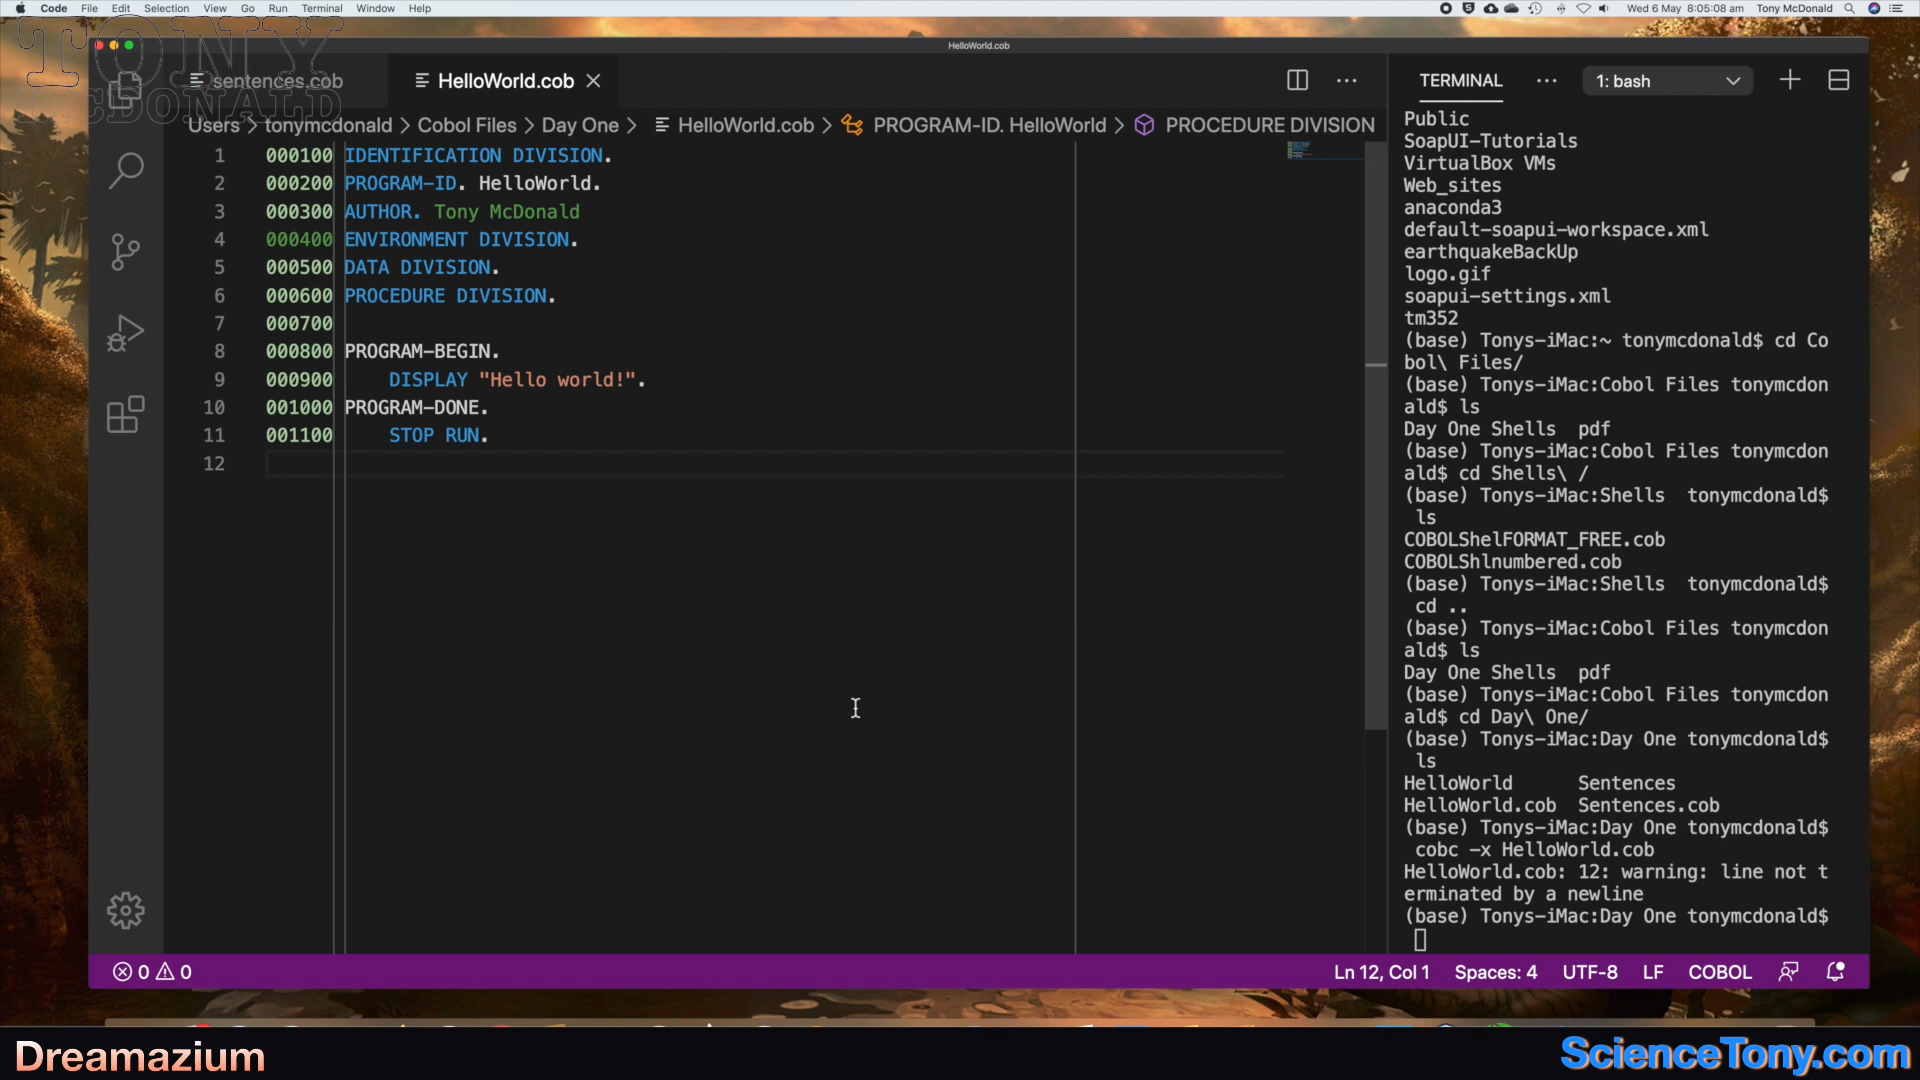 Code File Edit Selection View Go Run Terminal Window Help
Wed 6 May 8:05:08 am Tony McDonald
TONY
MCDONALD
HelloWorld.cob
sentences.cob
HelloWorld.cob
Users > tonymcdonald > Cobol Files > Day One > HelloWorld.cob > PROGRAM-ID. HelloWorld > PROCEDURE DIVISION
1 000100 IDENTIFICATION DIVISION.
2 000200 PROGRAM-ID. HelloWorld.
3 000300 AUTHOR. Tony McDonald
4 000400 ENVIRONMENT DIVISION.
5 000500 DATA DIVISION.
6 000600 PROCEDURE DIVISION.
7 000700
8 000800 PROGRAM-BEGIN.
9 000900     DISPLAY "Hello world!".
10 001000 PROGRAM-DONE.
11 001100     STOP RUN.
12
TERMINAL ... 1: bash
Public
SoapUI-Tutorials
VirtualBox VMs
Web_sites
anaconda3
default-soapui-workspace.xml
earthquakeBackUp
logo.gif
soapui-settings.xml
tm352
(base) Tonys-iMac:~ tonymcdonald$ cd Co
bol\ Files/
(base) Tonys-iMac:Cobol Files tonymcdon
ald$ ls
Day One Shells  pdf
(base) Tonys-iMac:Cobol Files tonymcdon
ald$ cd Shells\ /
(base) Tonys-iMac:Shells  tonymcdonald$
 ls
COBOLShelFORMAT_FREE.cob
COBOLShlnumbered.cob
(base) Tonys-iMac:Shells  tonymcdonald$
 cd ..
(base) Tonys-iMac:Cobol Files tonymcdon
ald$ ls
Day One Shells  pdf
(base) Tonys-iMac:Cobol Files tonymcdon
ald$ cd Day\ One/
(base) Tonys-iMac:Day One tonymcdonald$
 ls
HelloWorld      Sentences
HelloWorld.cob  Sentences.cob
(base) Tonys-iMac:Day One tonymcdonald$
 cobc -x HelloWorld.cob
HelloWorld.cob: 12: warning: line not t
erminated by a newline
(base) Tonys-iMac:Day One tonymcdonald$
0 0
Ln 12, Col 1 Spaces: 4 UTF-8 LF COBOL
Dreamazium
ScienceTony.com